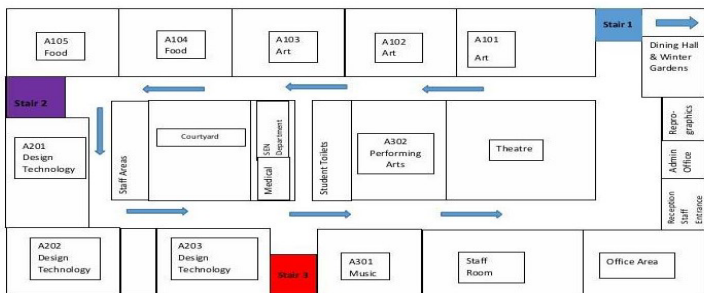 A105
Food
A104
Food
A103
Art
A102
Art
A101
Art
Stair 1
Dining Hall
& Winter
Gardens
Stair 2
A201
Design
Technology
Staff Areas
Courtyard
SEN
Department
Medical
Student Toilets
A302
Performing
Arts
Theatre
Repro-
graphics
Admin
Office
Reception
Staff
Entrance
A202
Design
Technology
A203
Design
Technology
Stair 3
A301
Music
Staff
Room
Office Area